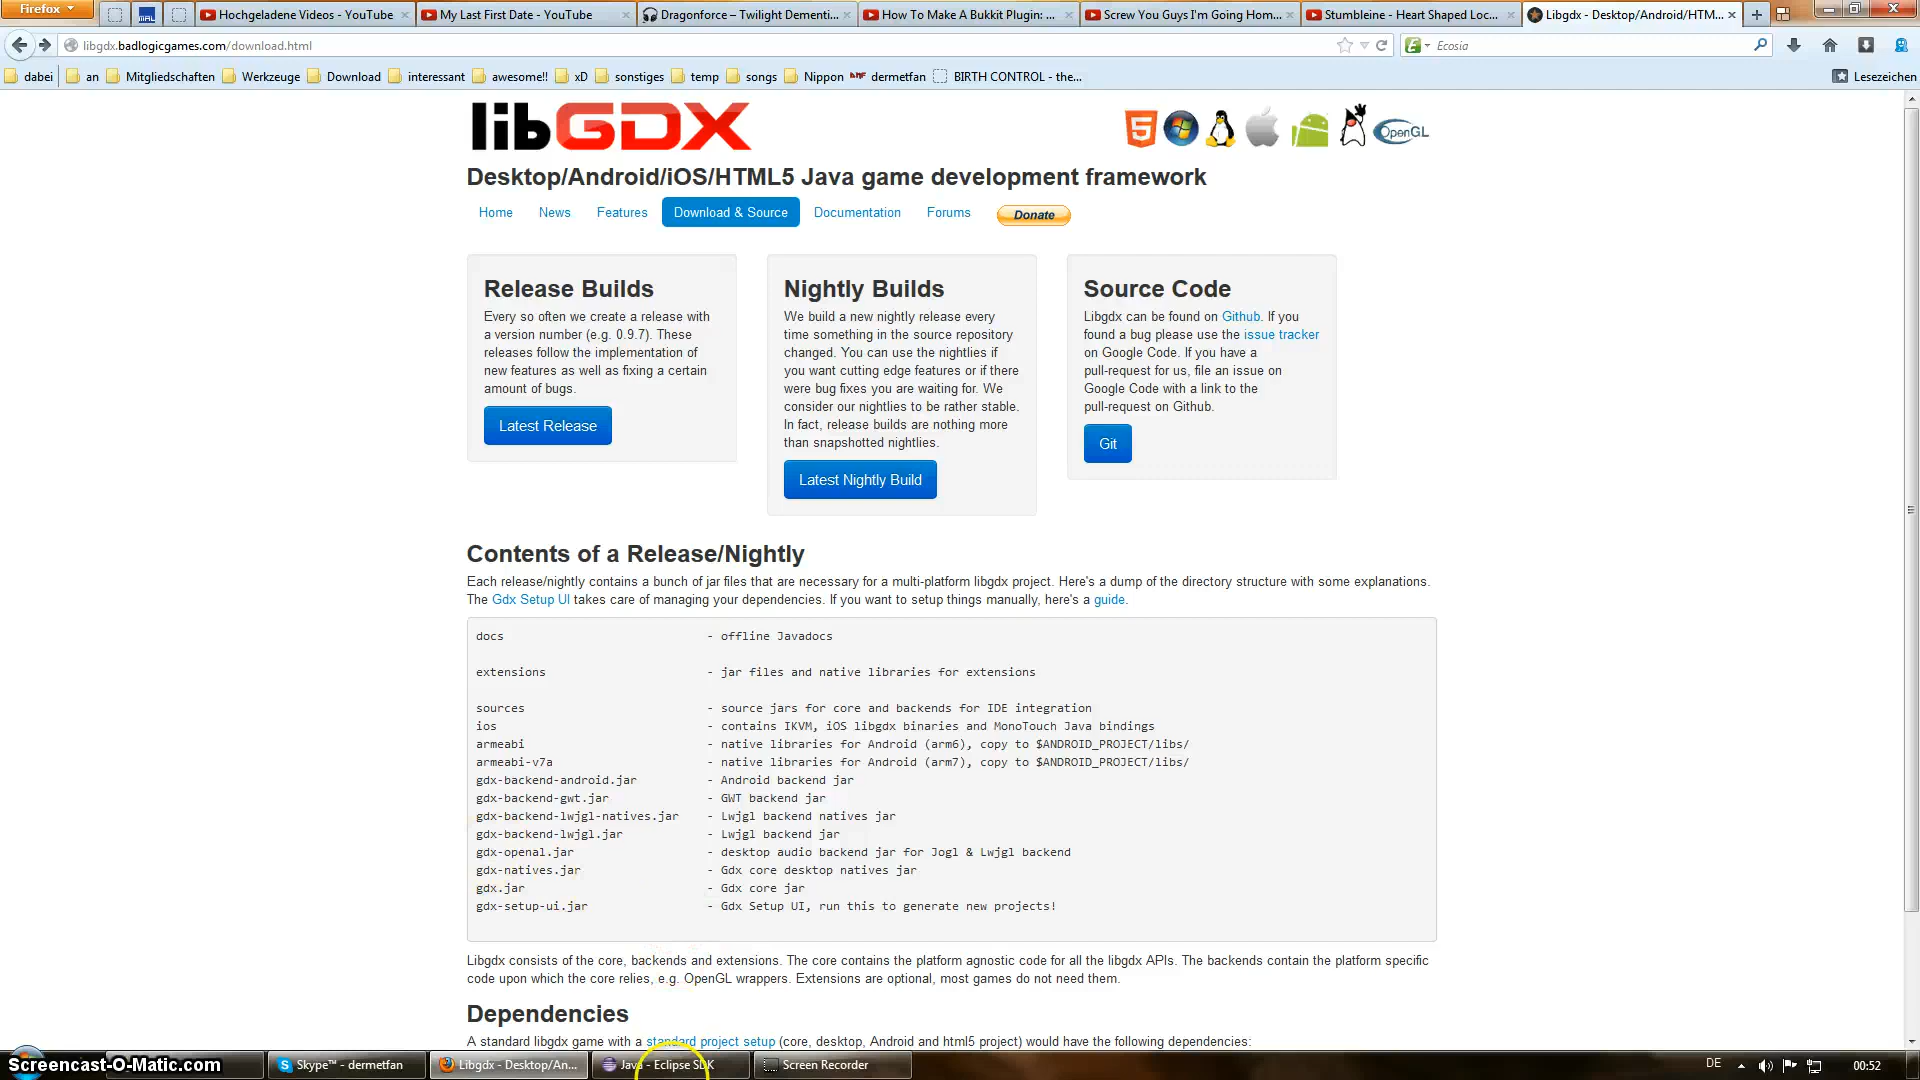 Firefox
MAL
Hochgeladene Videos - YouTube
My Last First Date - YouTube
Dragonforce – Twilight Dementi...
How To Make A Bukkit Plugin: ...
Screw You Guys I'm Going Hom...
Stumbleine - Heart Shaped Loc...
Libgdx - Desktop/Android/HTM...
libgdx.badlogicgames.com/download.html
Ecosia
dabei
an
Mitgliedschaften
Werkzeuge
Download
interessant
awesome!!
xD
sonstiges
temp
songs
Nippon
dermetfan
BIRTH CONTROL - the...
Lesezeichen
libGDX
5
OpenGL
Desktop/Android/iOS/HTML5 Java game development framework
Home
News
Features
Download & Source
Documentation
Forums
Donate
Release Builds
Every so often we create a release with
a version number (e.g. 0.9.7). These
releases follow the implementation of
new features as well as fixing a certain
amount of bugs.
Latest Release
Nightly Builds
We build a new nightly release every
time something in the source repository
changed. You can use the nightlies if
you want cutting edge features or if there
were bug fixes you are waiting for. We
consider our nightlies to be rather stable.
In fact, release builds are nothing more
than snapshotted nightlies.
Latest Nightly Build
Source Code
Libgdx can be found on Github. If you
found a bug please use the issue tracker
on Google Code. If you have a
pull-request for us, file an issue on
Google Code with a link to the
pull-request on Github.
Git
Contents of a Release/Nightly
Each release/nightly contains a bunch of jar files that are necessary for a multi-platform libgdx project. Here's a dump of the directory structure with some explanations.
The Gdx Setup UI takes care of managing your dependencies. If you want to setup things manually, here's a guide.
docs - offline Javadocs
extensions - jar files and native libraries for extensions
sources - source jars for core and backends for IDE integration
ios - contains IKVM, iOS libgdx binaries and MonoTouch Java bindings
armeabi - native libraries for Android (arm6), copy to $ANDROID_PROJECT/libs/
armeabi-v7a - native libraries for Android (arm7), copy to $ANDROID_PROJECT/libs/
gdx-backend-android.jar - Android backend jar
gdx-backend-gwt.jar - GWT backend jar
gdx-backend-lwjgl-natives.jar - Lwjgl backend natives jar
gdx-backend-lwjgl.jar - Lwjgl backend jar
gdx-openal.jar - desktop audio backend jar for Jogl & Lwjgl backend
gdx-natives.jar - Gdx core desktop natives jar
gdx.jar - Gdx core jar
gdx-setup-ui.jar - Gdx Setup UI, run this to generate new projects!
Libgdx consists of the core, backends and extensions. The core contains the platform agnostic code for all the libgdx APIs. The backends contain the platform specific
code upon which the core relies, e.g. OpenGL wrappers. Extensions are optional, most games do not need them.
Dependencies
A standard libgdx game with a standard project setup (core, desktop, Android and html5 project) would have the following dependencies:
Screencast-O-Matic.com
Skype™ - dermetfan
Libgdx - Desktop/An...
Java - Eclipse SDK
Screen Recorder
DE
00:52